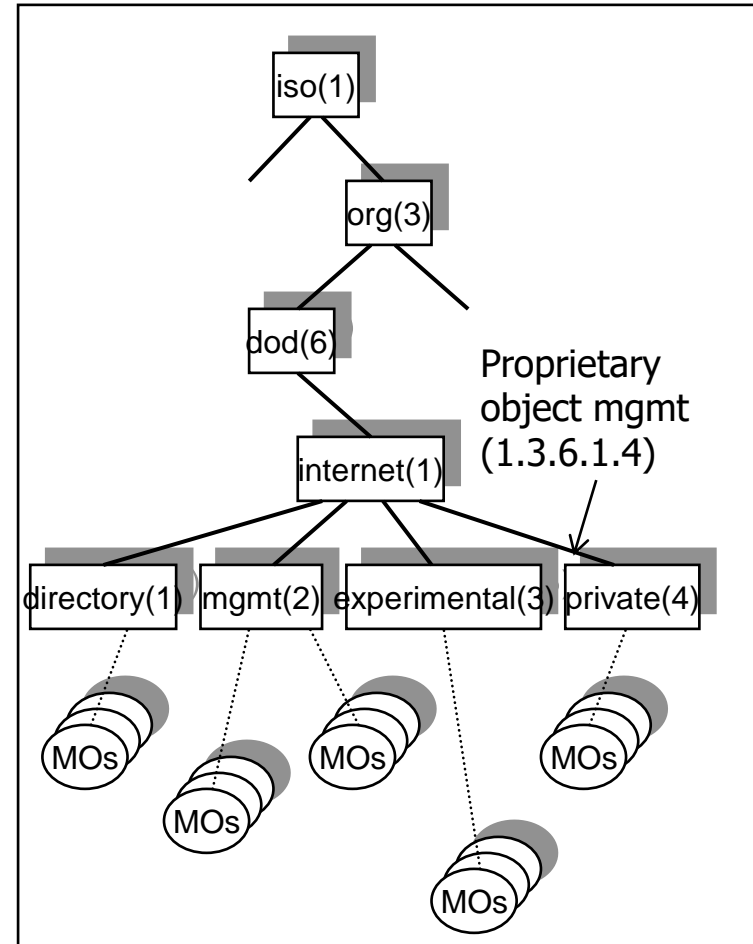 iso(1)
org(3)
dod(6)
Proprietary
object mgmt
(1.3.6.1.4)
internet(1)
directory(1)
mgmt(2)
experimental(3)
private(4)
MOs
MOs
MOs
MOs
MOs